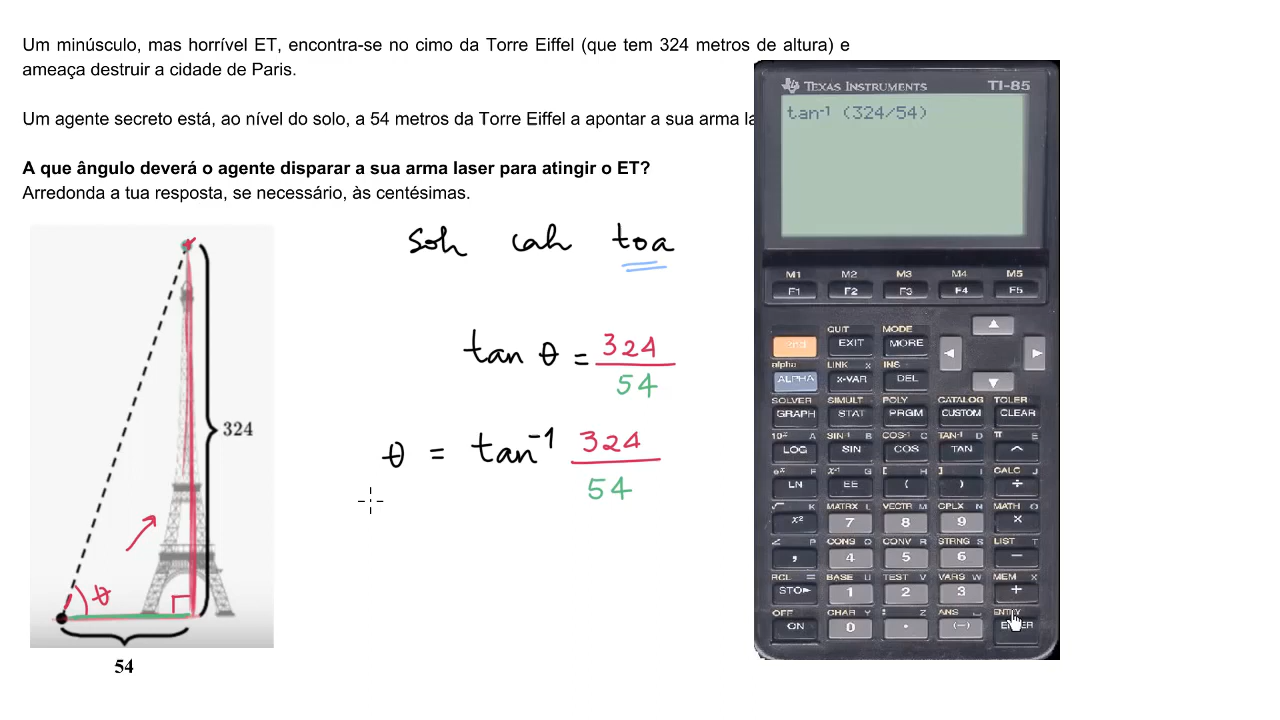 Um minúsculo, mas horrível ET, encontra-se no cimo da Torre Eiffel (que tem 324 metros de altura) e
ameaça destruir a cidade de Paris.
Um agente secreto está, ao nível do solo, a 54 metros da Torre Eiffel a apontar a sua arma la
A que ângulo deverá o agente disparar a sua arma laser para atingir o ET?
Arredonda a tua resposta, se necessário, às centésimas.
soh cah toa
tan θ = 324/54
θ = tan⁻¹ 324/54
324
θ
54
TEXAS INSTRUMENTS TI-85
tan⁻¹ (324/54)
M1 M2 M3 M4 M5
F1 F2 F3 F4 F5
QUIT MODE
EXIT MORE
alpha LINK X INS
ALPHA X-VAR DEL
SOLVER SIMULT POLY CATALOG TOLER
GRAPH STAT PRGM CUSTOM CLEAR
10ˣ A SIN⁻¹ B COS⁻¹ C TAN⁻¹ D π E
LOG SIN COS TAN ^
eˣ F x⁻¹ G [ H ] I CALC J
LN EE ( ) ÷
√ K MATRX L VECTR M CPLX N MATH O
x² 7 8 9 ×
∠ P CONS Q CONV R STRNG S LIST T
, 4 5 6 −
RCL = BASE U TEST V VARS W MEM X
STO▸ 1 2 3 +
OFF CHAR Y : Z ANS ENTRY
ON 0 . (−)